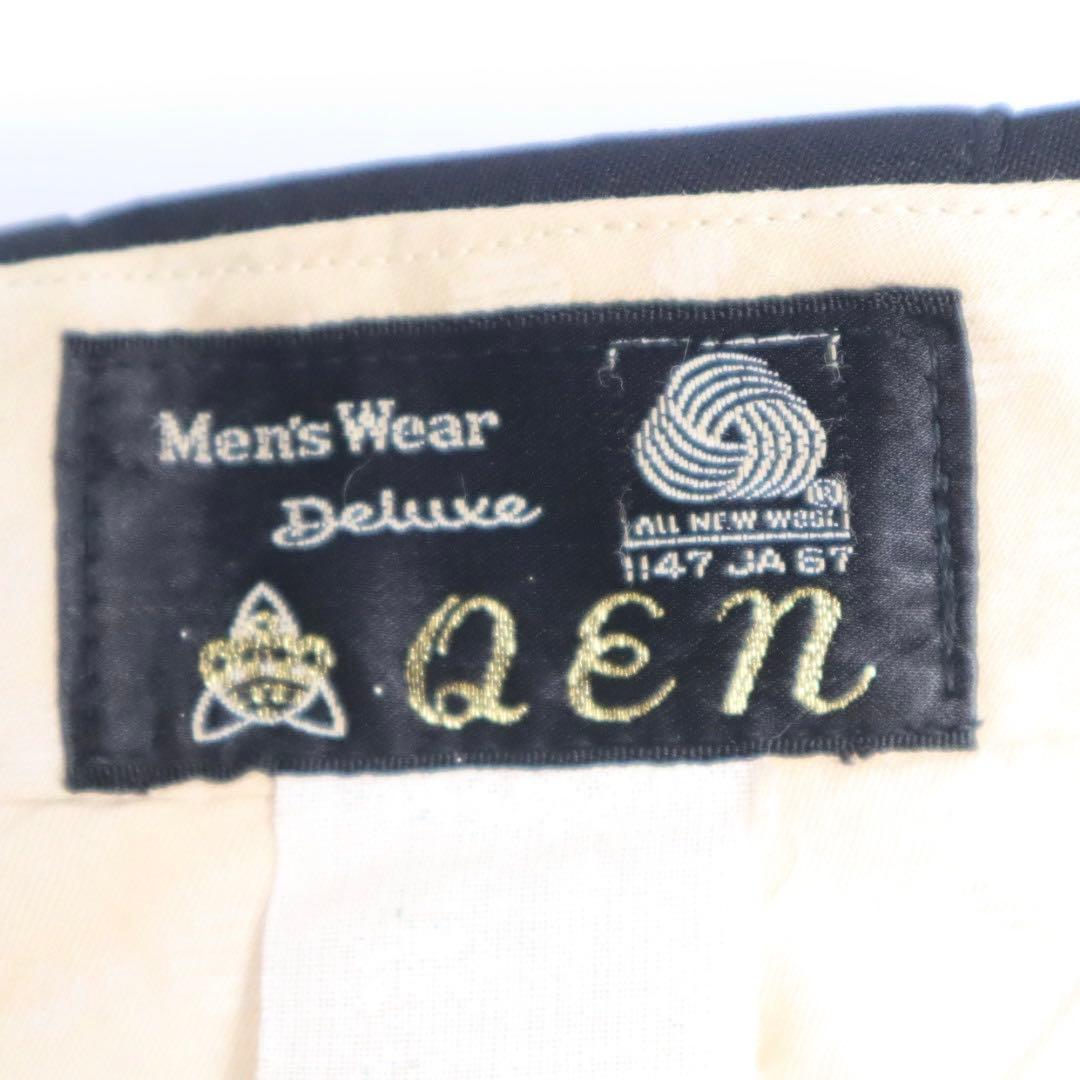 Men's Wear
Deluxe
®
ALL NEW WOOL
1147 JA 67
QEN